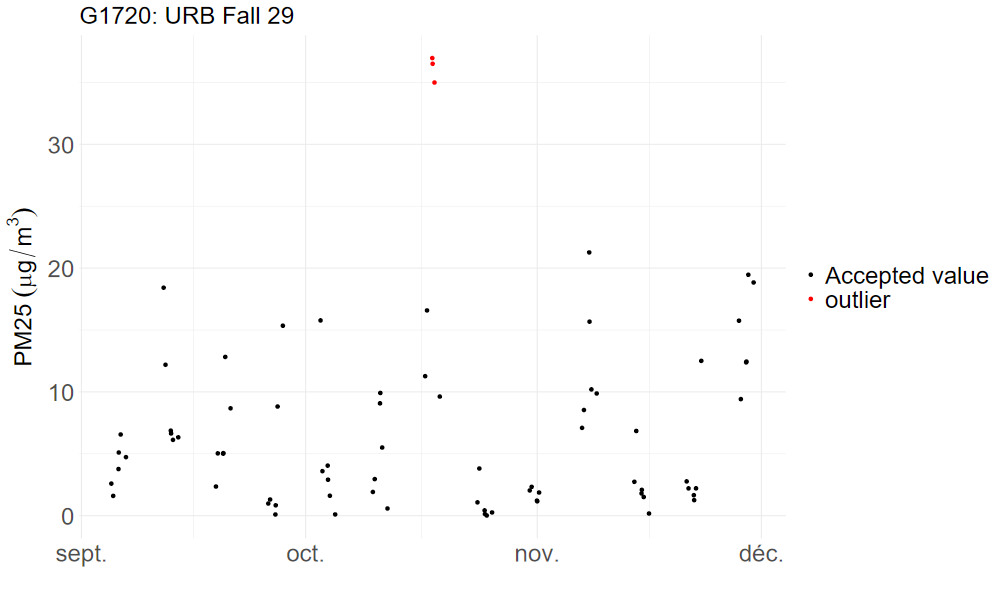 G1720: URB Fall 29
PM25 (μg/m³)
30
20
10
0
sept.
oct.
nov.
déc.
Accepted value
outlier